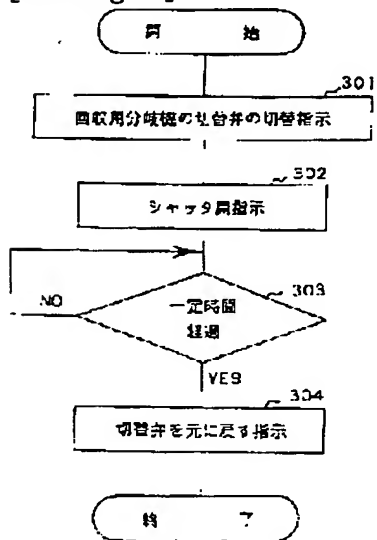 開 始
301
回収用分岐機の切替弁の切替指示
302
シャッタ開指示
303
NO
一定時間
経過
YES
304
切替弁を元に戻す指示
終 了